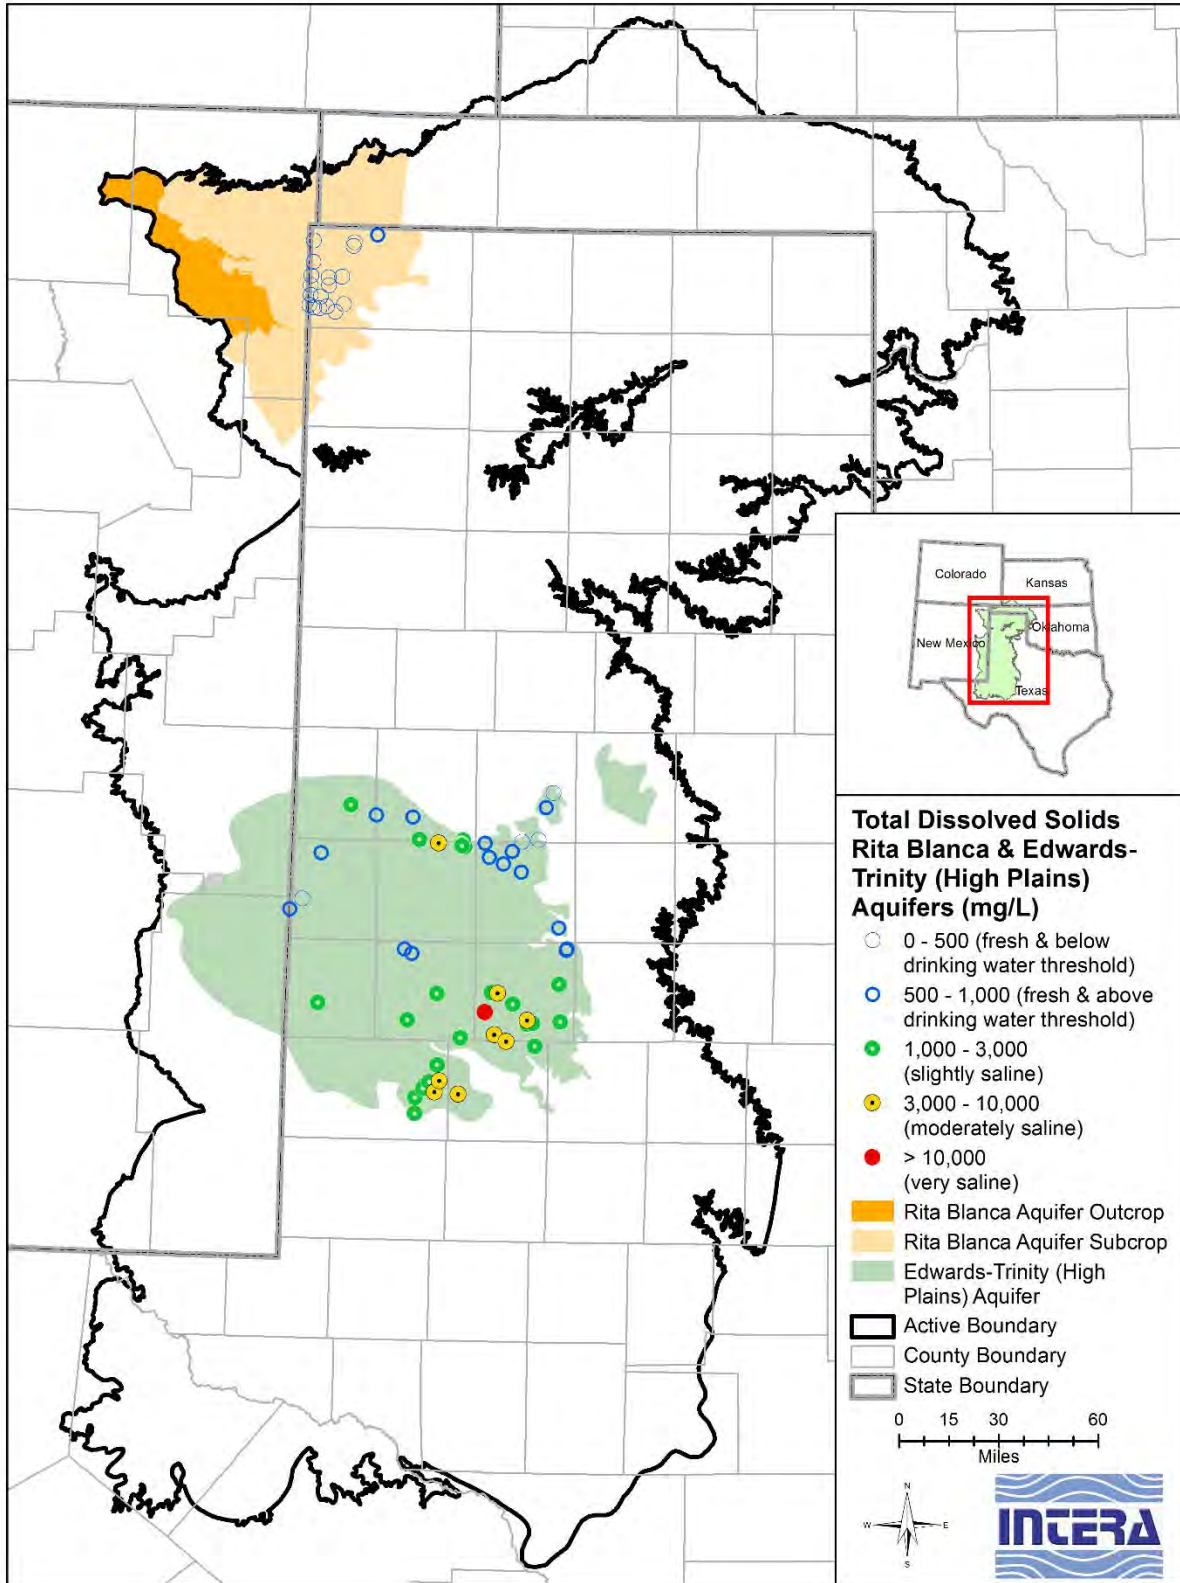 Colorado
Kansas
New Mexico
Oklahoma
Texas
Total Dissolved Solids
Rita Blanca & Edwards-
Trinity (High Plains)
Aquifers (mg/L)
0 - 500 (fresh & below
drinking water threshold)
500 - 1,000 (fresh & above
drinking water threshold)
1,000 - 3,000
(slightly saline)
3,000 - 10,000
(moderately saline)
> 10,000
(very saline)
Rita Blanca Aquifer Outcrop
Rita Blanca Aquifer Subcrop
Edwards-Trinity (High
Plains) Aquifer
Active Boundary
County Boundary
State Boundary
0 15 30 60
Miles
N
W E
S
INTERA